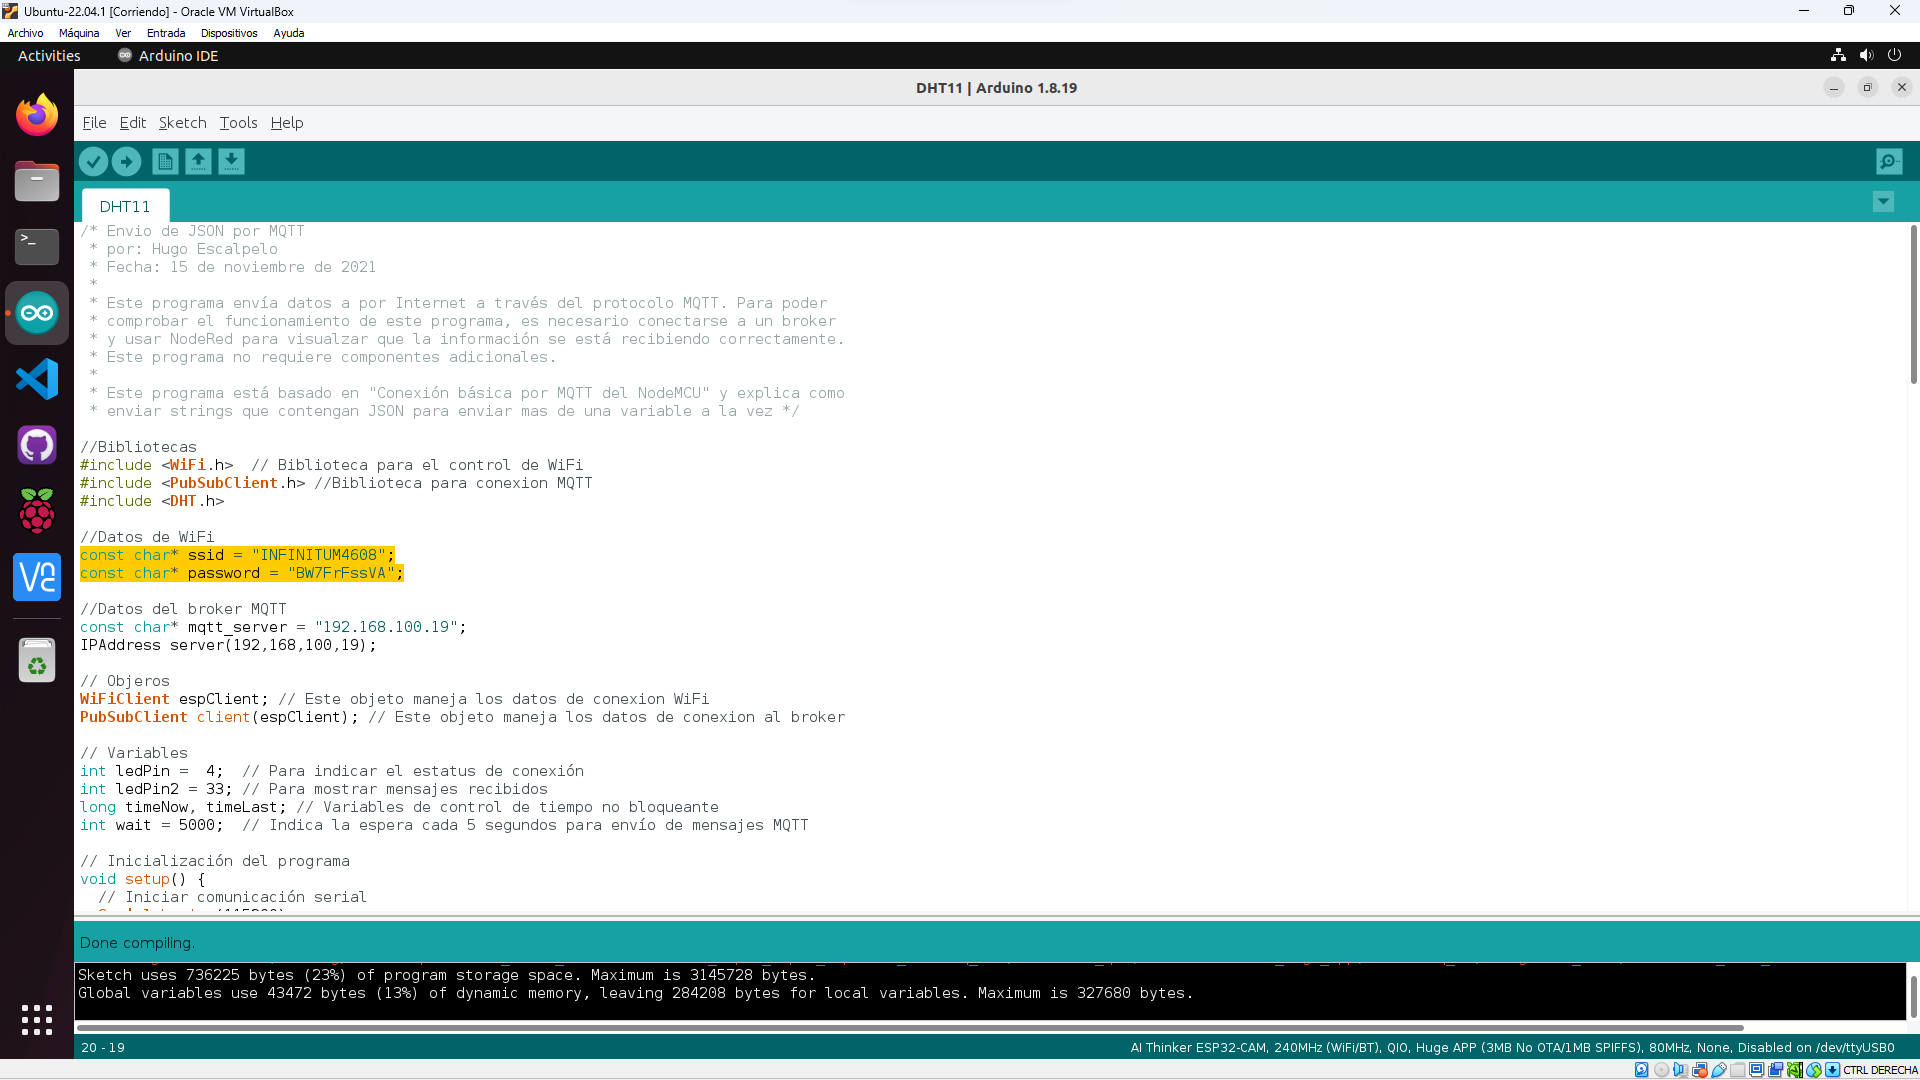 Ubuntu-22.04.1 [Corriendo] - Oracle VM VirtualBox
Archivo Máquina Ver Entrada Dispositivos Ayuda
Activities Arduino IDE
DHT11 | Arduino 1.8.19
File Edit Sketch Tools Help
DHT11
/* Envio de JSON por MQTT
 * por: Hugo Escalpelo
 * Fecha: 15 de noviembre de 2021
 *
 * Este programa envía datos a por Internet a través del protocolo MQTT. Para poder
 * comprobar el funcionamiento de este programa, es necesario conectarse a un broker
 * y usar NodeRed para visualzar que la información se está recibiendo correctamente.
 * Este programa no requiere componentes adicionales.
 *
 * Este programa está basado en "Conexión básica por MQTT del NodeMCU" y explica como
 * enviar strings que contengan JSON para enviar mas de una variable a la vez */
//Bibliotecas
#include <WiFi.h>  // Biblioteca para el control de WiFi
#include <PubSubClient.h> //Biblioteca para conexion MQTT
#include <DHT.h>
//Datos de WiFi
const char* ssid = "INFINITUM4608";
const char* password = "BW7FrFssVA";
//Datos del broker MQTT
const char* mqtt_server = "192.168.100.19";
IPAddress server(192,168,100,19);
// Objeros
WiFiClient espClient; // Este objeto maneja los datos de conexion WiFi
PubSubClient client(espClient); // Este objeto maneja los datos de conexion al broker
// Variables
int ledPin =  4;  // Para indicar el estatus de conexión
int ledPin2 = 33; // Para mostrar mensajes recibidos
long timeNow, timeLast; // Variables de control de tiempo no bloqueante
int wait = 5000;  // Indica la espera cada 5 segundos para envío de mensajes MQTT
// Inicialización del programa
void setup() {
  // Iniciar comunicación serial
Done compiling.
Sketch uses 736225 bytes (23%) of program storage space. Maximum is 3145728 bytes.
Global variables use 43472 bytes (13%) of dynamic memory, leaving 284208 bytes for local variables. Maximum is 327680 bytes.
20 - 19 AI Thinker ESP32-CAM, 240MHz (WiFi/BT), QIO, Huge APP (3MB No OTA/1MB SPIFFS), 80MHz, None, Disabled on /dev/ttyUSB0
CTRL DERECHA